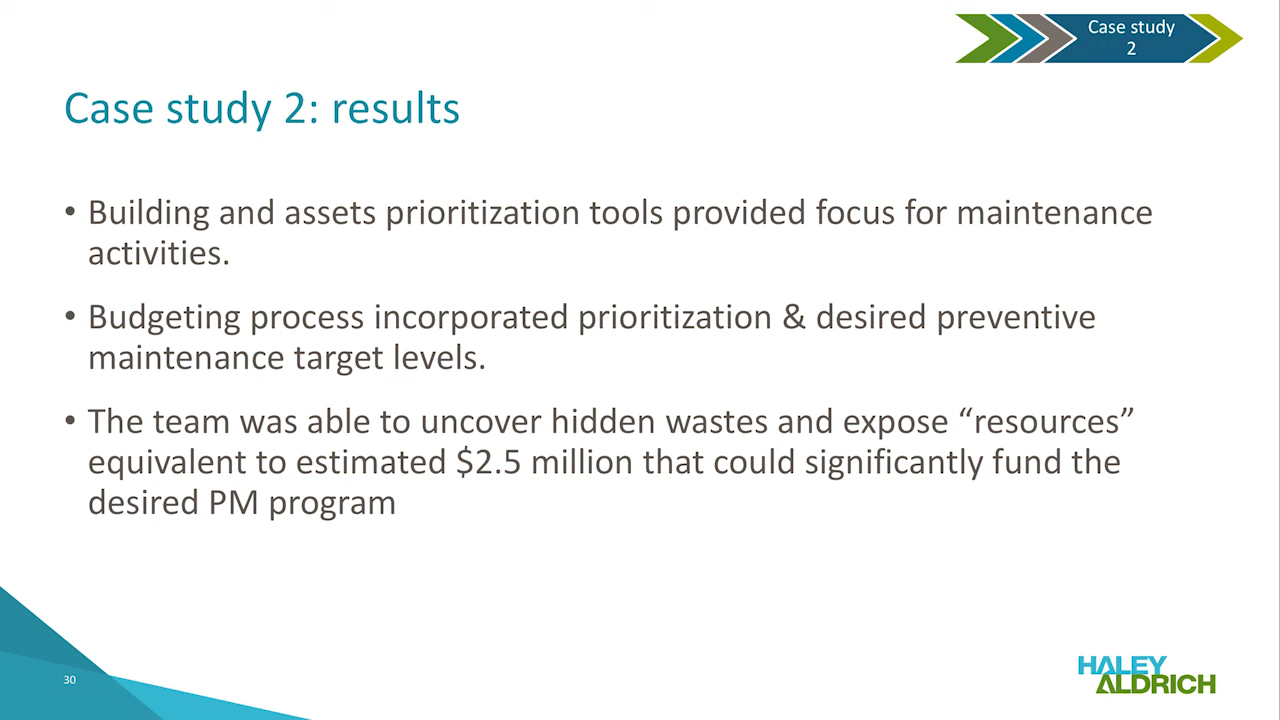 Case study
2
Case study 2: results
• Building and assets prioritization tools provided focus for maintenance
activities.
• Budgeting process incorporated prioritization & desired preventive
maintenance target levels.
• The team was able to uncover hidden wastes and expose “resources”
equivalent to estimated $2.5 million that could significantly fund the
desired PM program
30
HALEY
ALDRICH